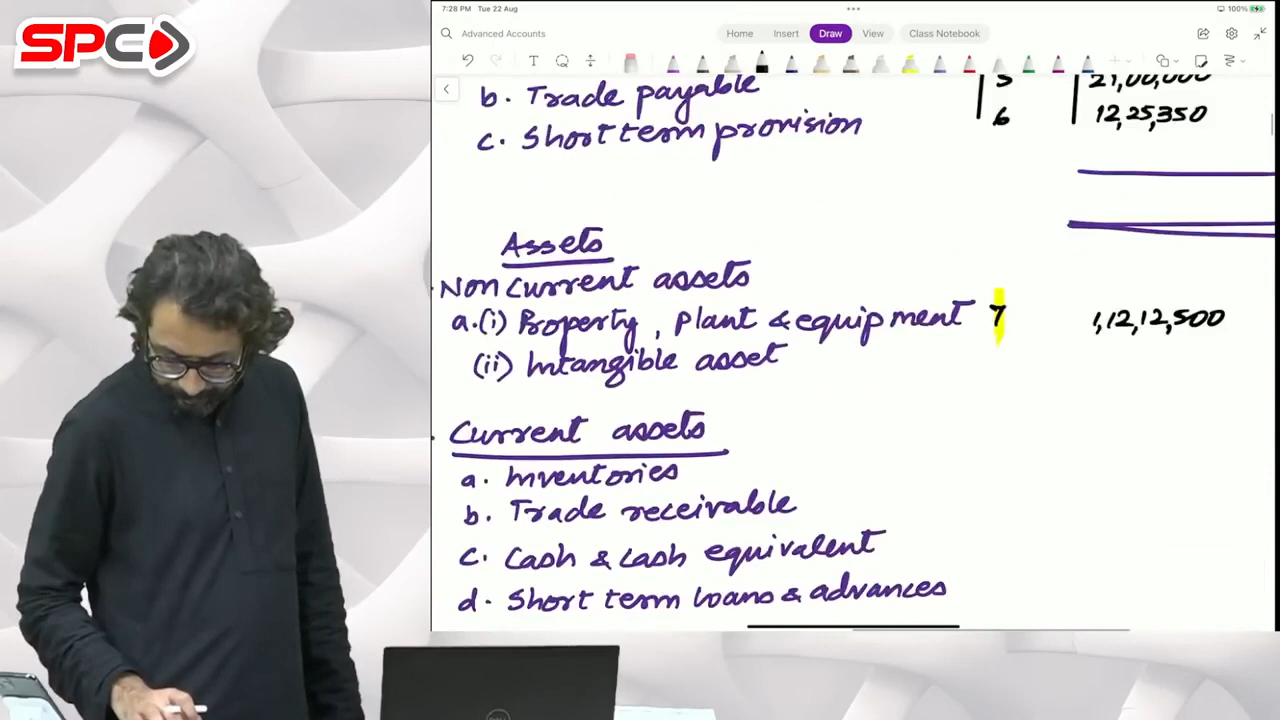 SPC
7:28 PM Tue 22 Aug
100%
Advanced Accounts
Home Insert Draw View Class Notebook
b. Trade payable 5 21,00,000
c. Short term provision 6 12,25,350
Assets
Non current assets
a.(i) Property, plant & equipment 7 1,12,12,500
(ii) Intangible asset
Current assets
a. Inventories
b. Trade receivable
c. Cash & cash equivalent
d. Short term loans & advances
DELL